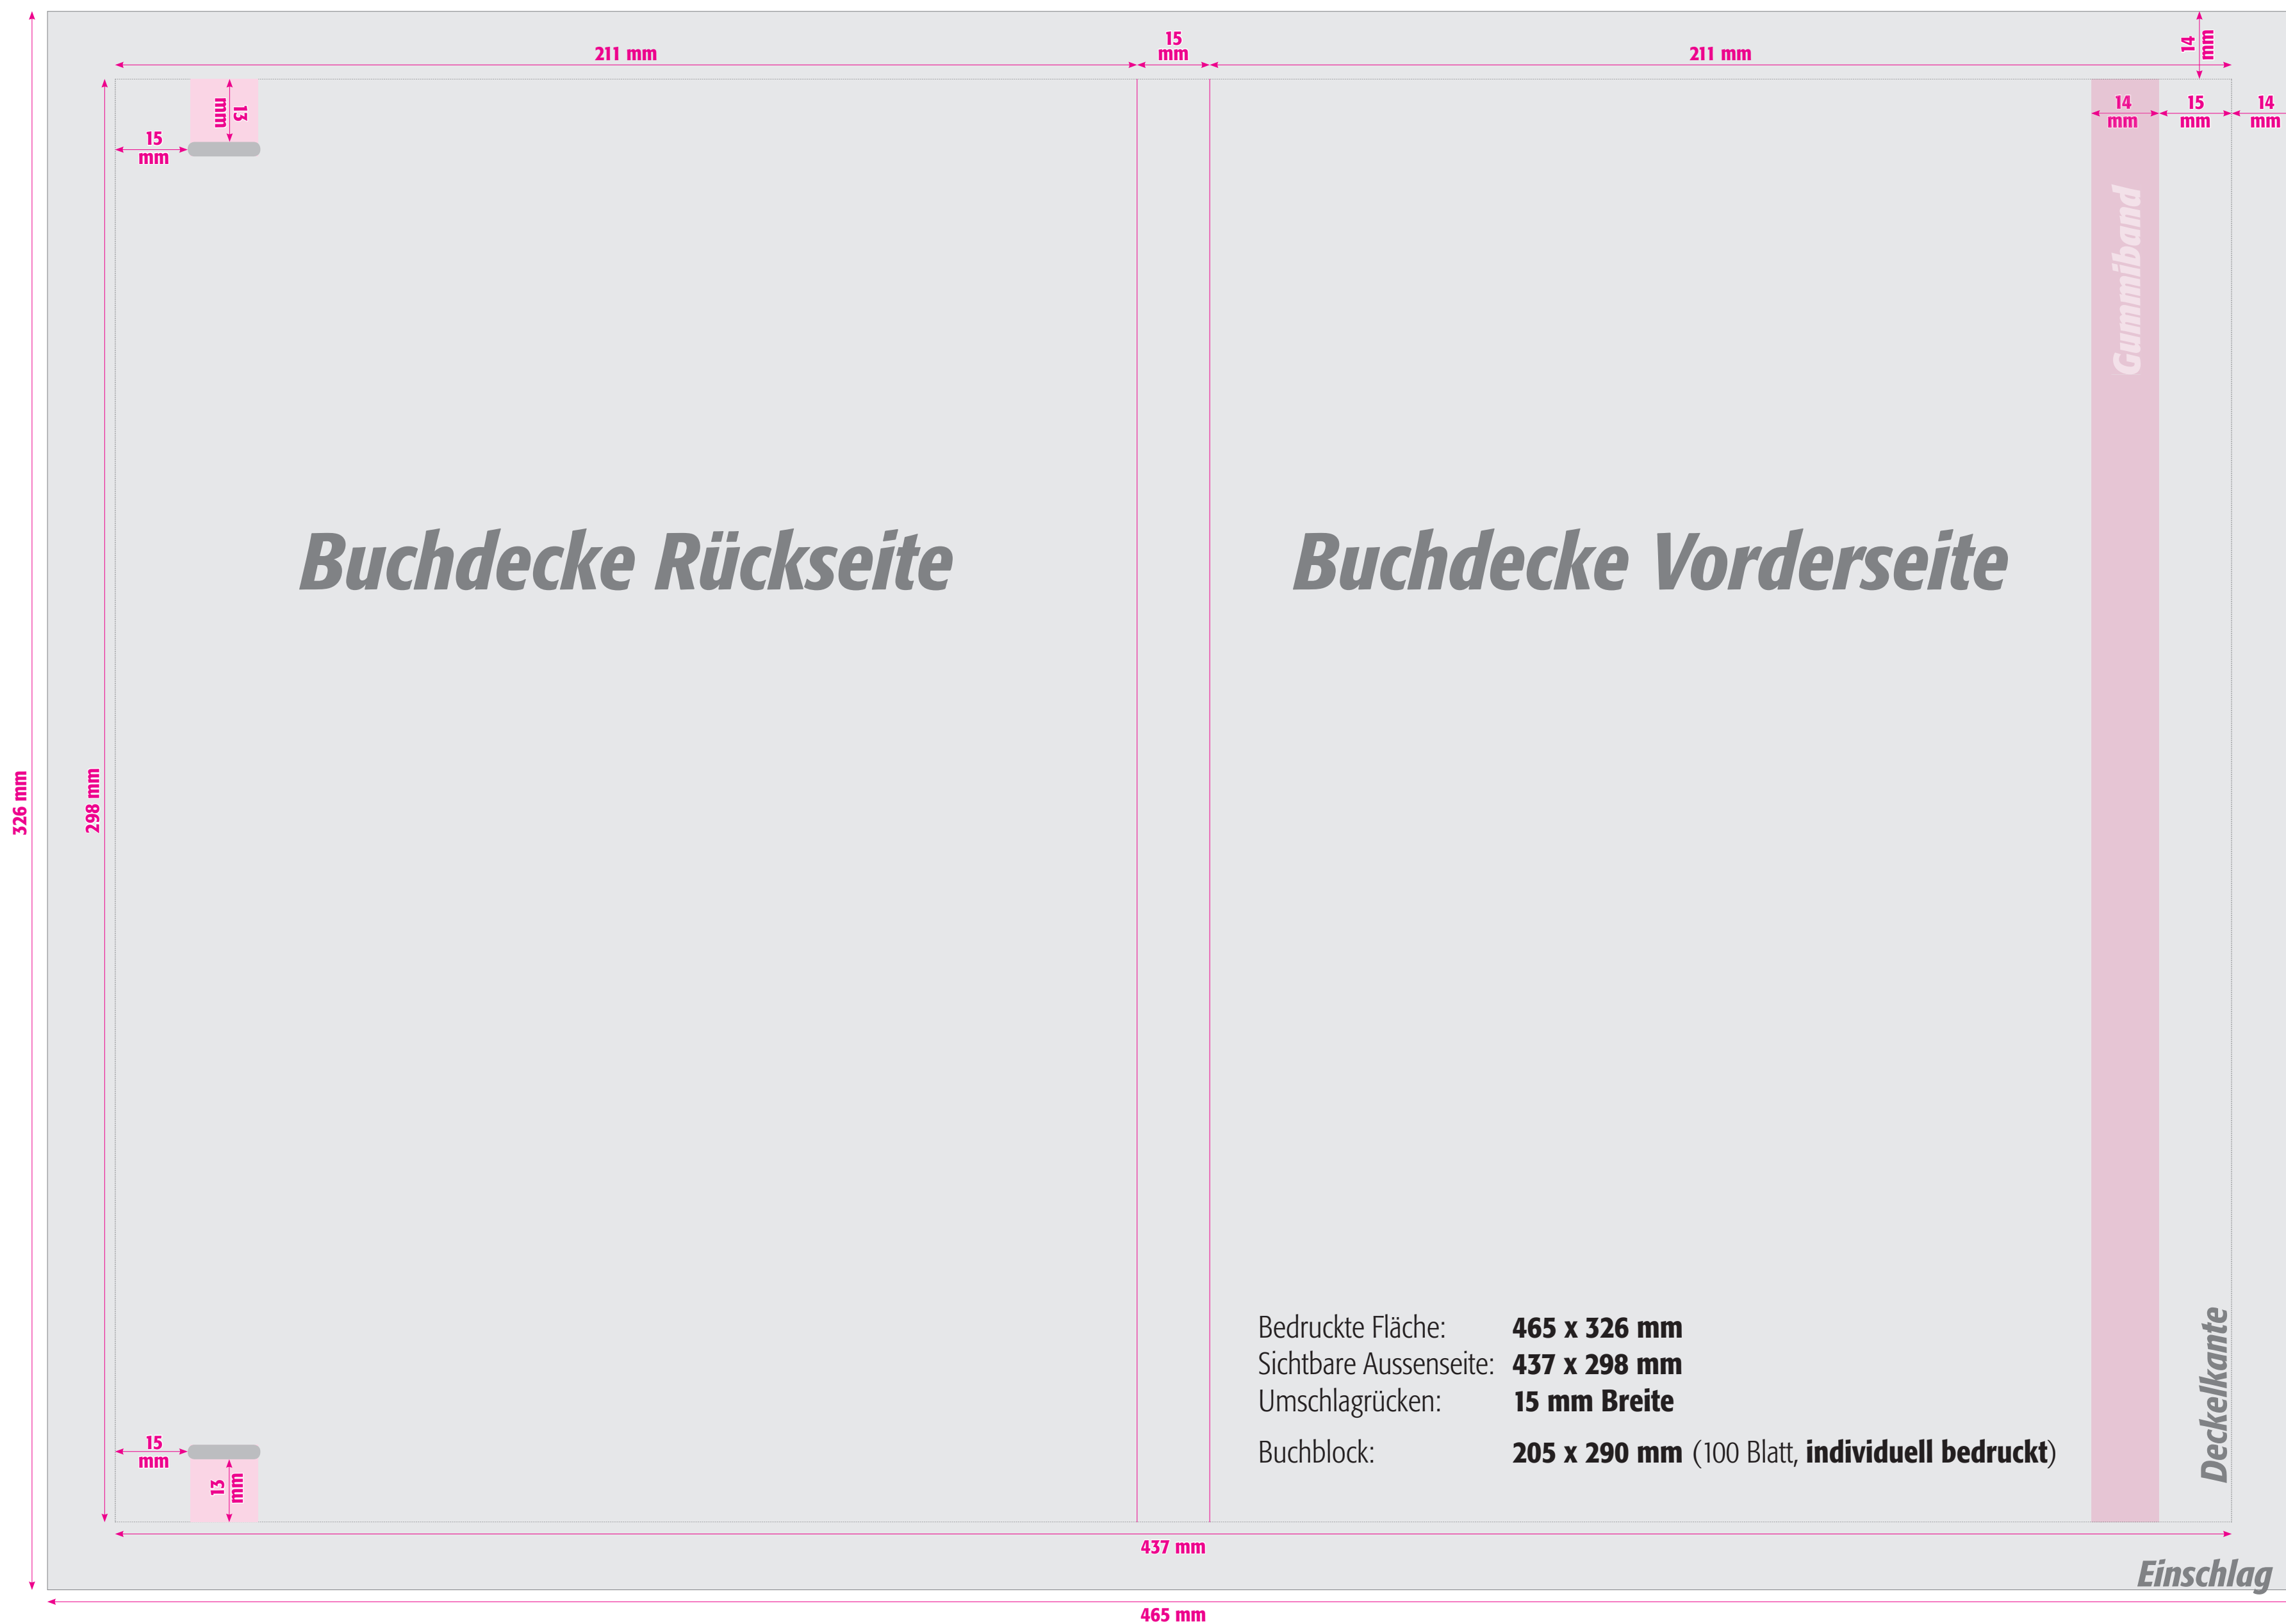 211 mm
15
mm
211 mm
14
mm
13
mm
15
mm
14
mm
15
mm
14
mm
Gummiband
Buchdecke Rückseite
Buchdecke Vorderseite
326 mm
298 mm
Bedruckte Fläche: 465 x 326 mm
Sichtbare Aussenseite: 437 x 298 mm
Umschlagrücken: 15 mm Breite
Buchblock: 205 x 290 mm (100 Blatt, individuell bedruckt)
Deckelkante
15
mm
13
mm
437 mm
Einschlag
465 mm